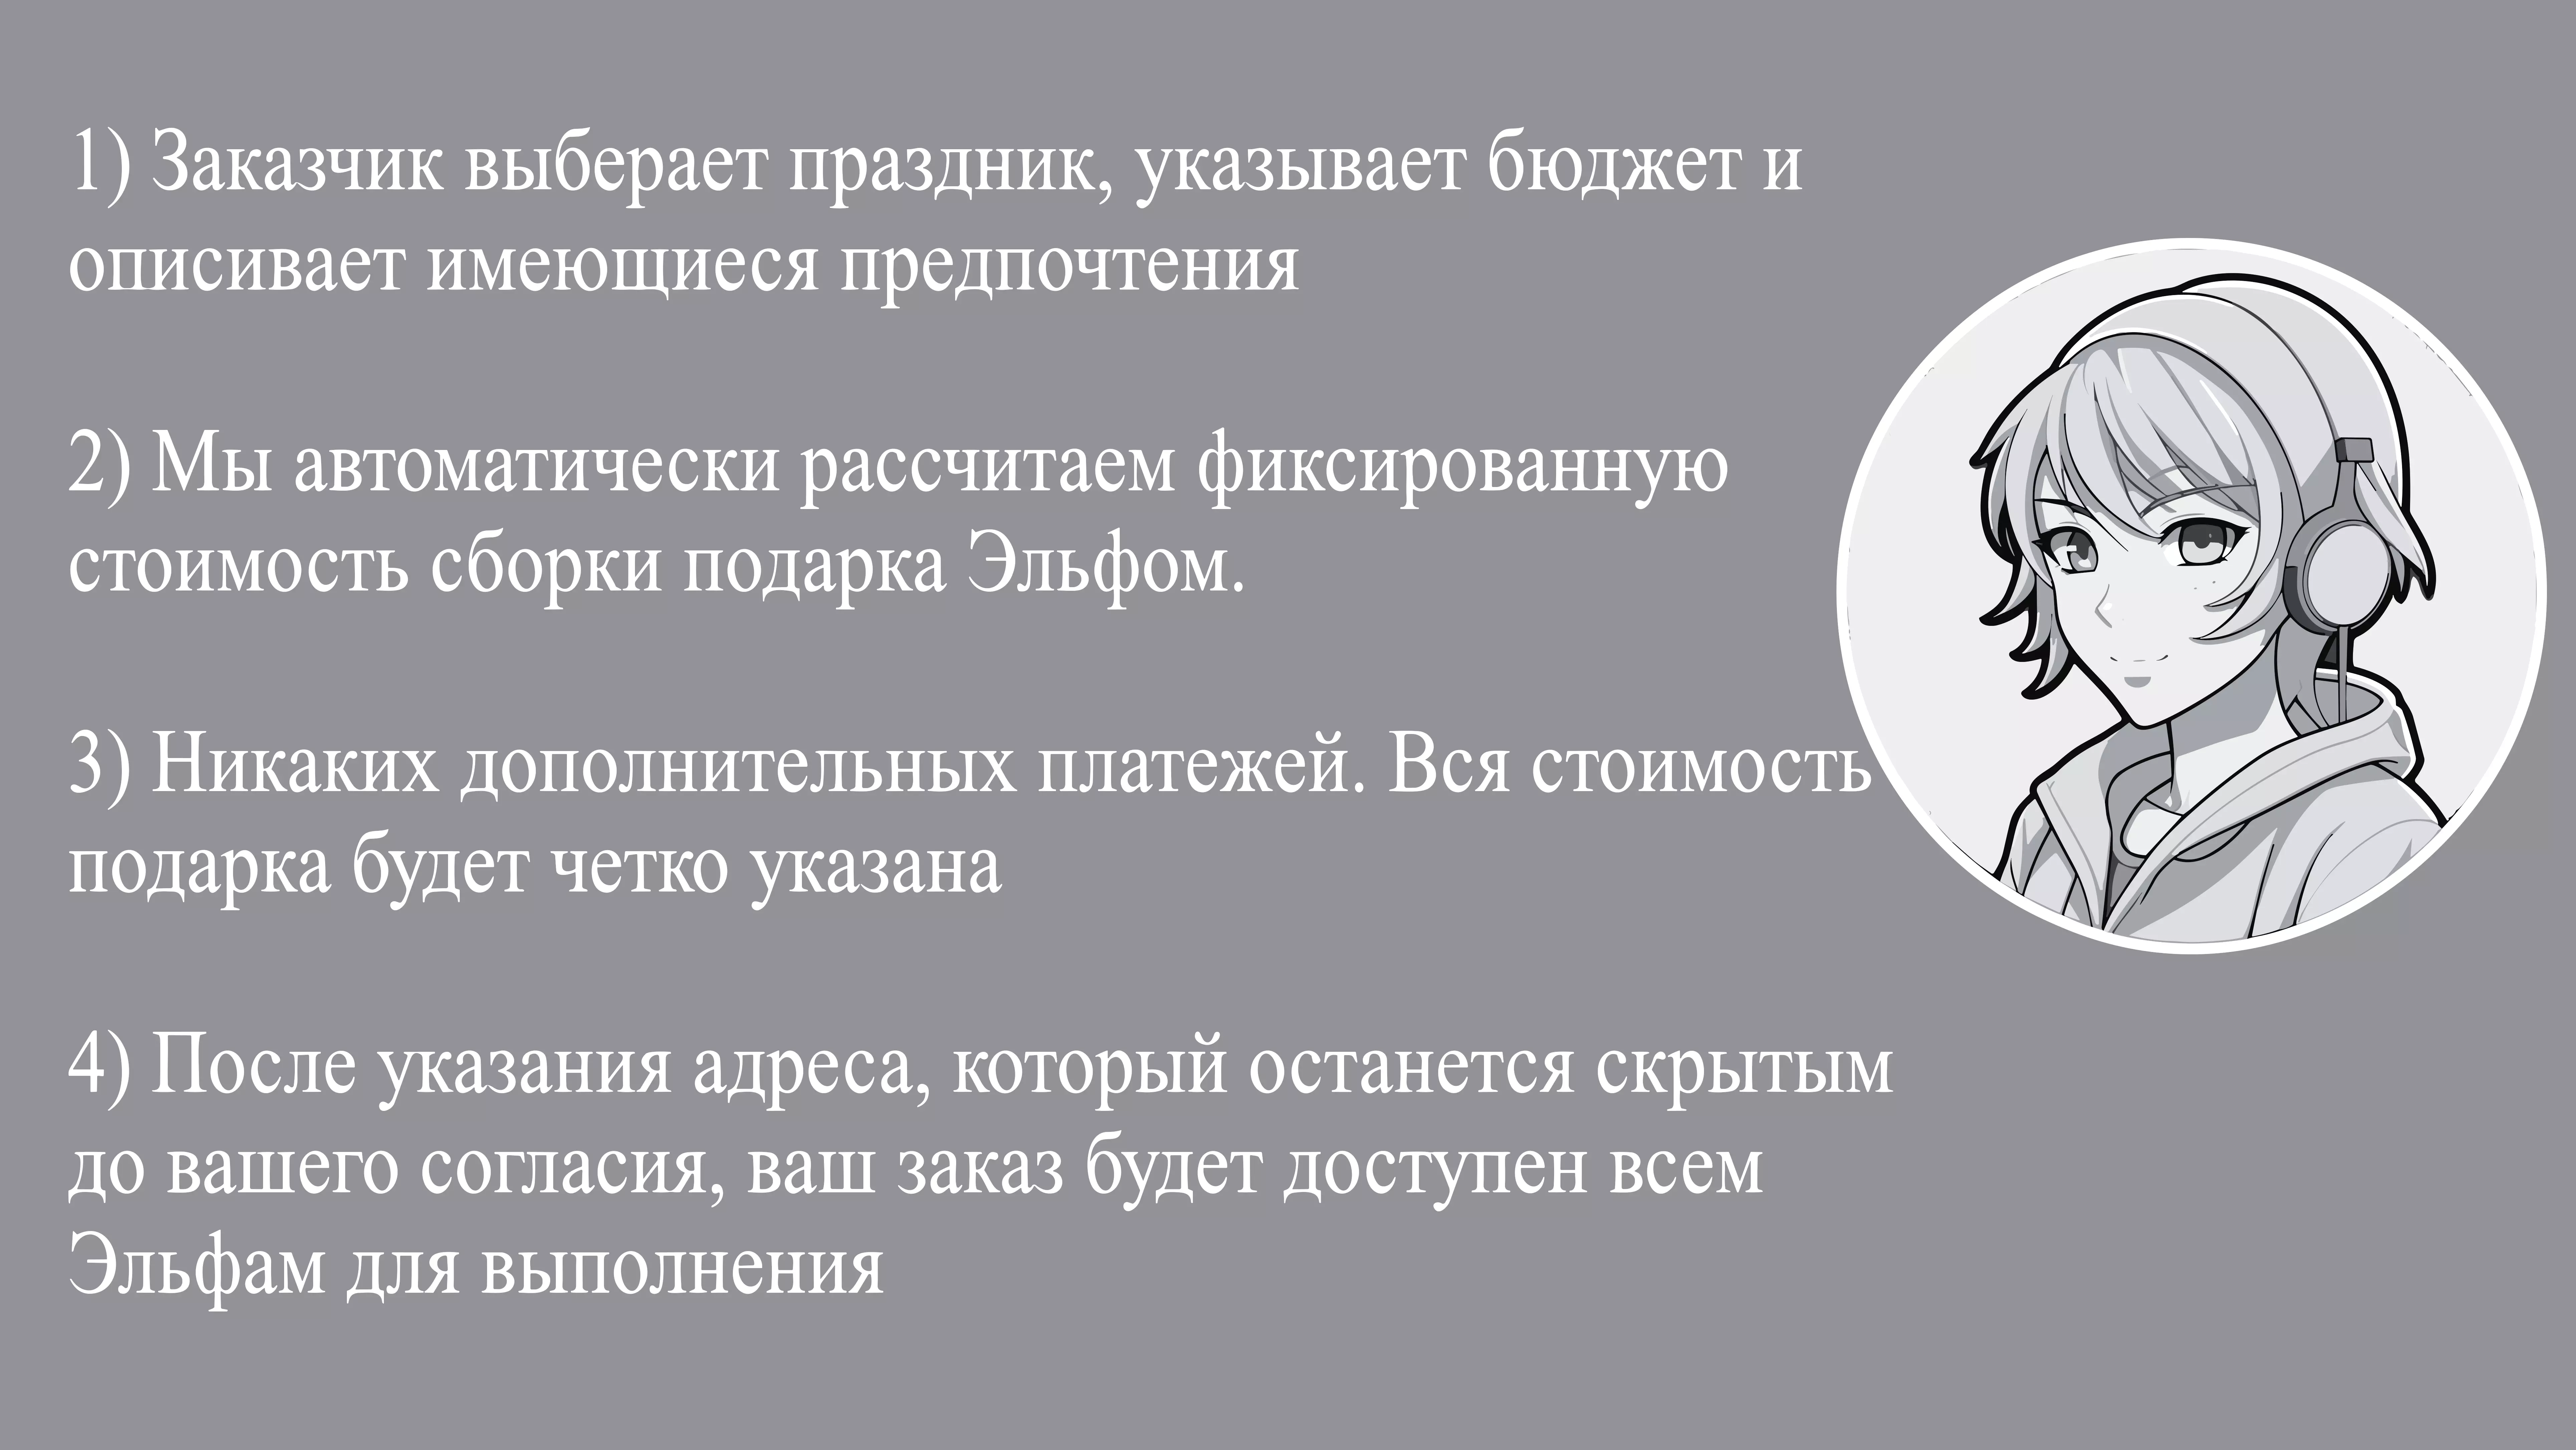 1) Заказчик выберает праздник, указывает бюджет и
описивает имеющиеся предпочтения
2) Мы автоматически рассчитаем фиксированную
стоимость сборки подарка Эльфом.
3) Никаких дополнительных платежей. Вся стоимость
подарка будет четко указана
4) После указания адреса, который останется скрытым
до вашего согласия, ваш заказ будет доступен всем
Эльфам для выполнения